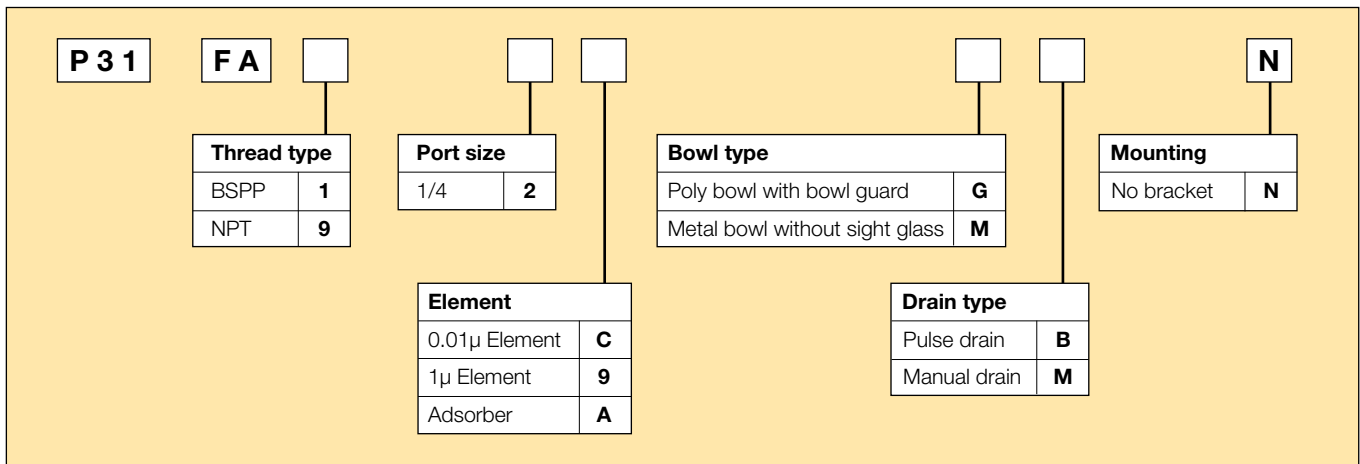 P 3 1 F A N
Thread type
BSPP 1
NPT 9
Port size
1/4 2
Bowl type
Poly bowl with bowl guard G
Metal bowl without sight glass M
Mounting
No bracket N
Element
0.01µ Element C
1µ Element 9
Adsorber A
Drain type
Pulse drain B
Manual drain M